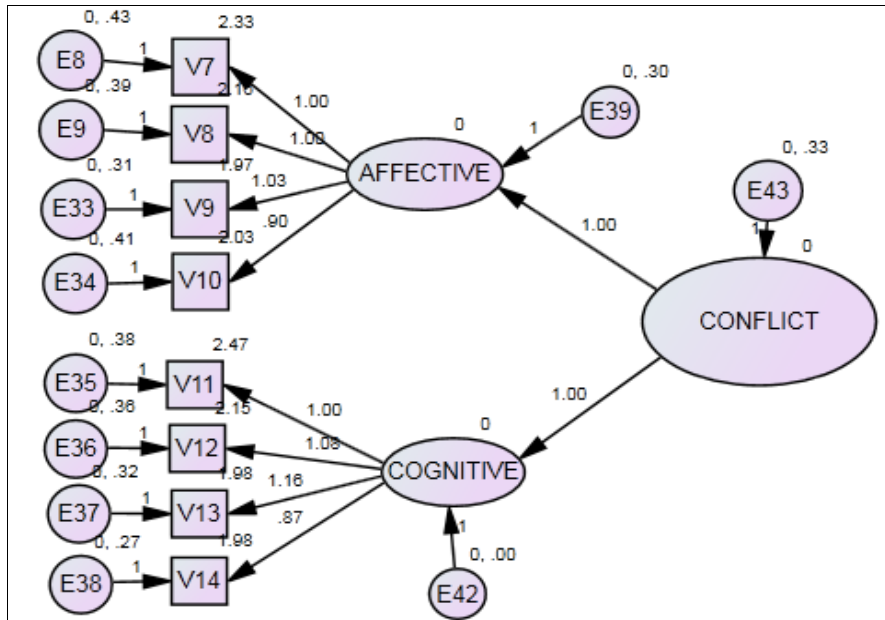 0, .43
2.33
E8
1
V7
0, .39
2.16
E9
1
V8
0, .31
1.97
E33
1
V9
0, .41
2.03
E34
1
V10
1.00
1.00
1.03
.90
0
AFFECTIVE
1
0, .30
E39
0, .33
E43
1
0
1.00
CONFLICT
1.00
0, .38
2.47
E35
1
V11
0, .36
2.15
E36
1
V12
0, .32
1.98
E37
1
V13
0, .27
1.98
E38
1
V14
1.00
1.08
1.16
.87
0
COGNITIVE
1
0, .00
E42